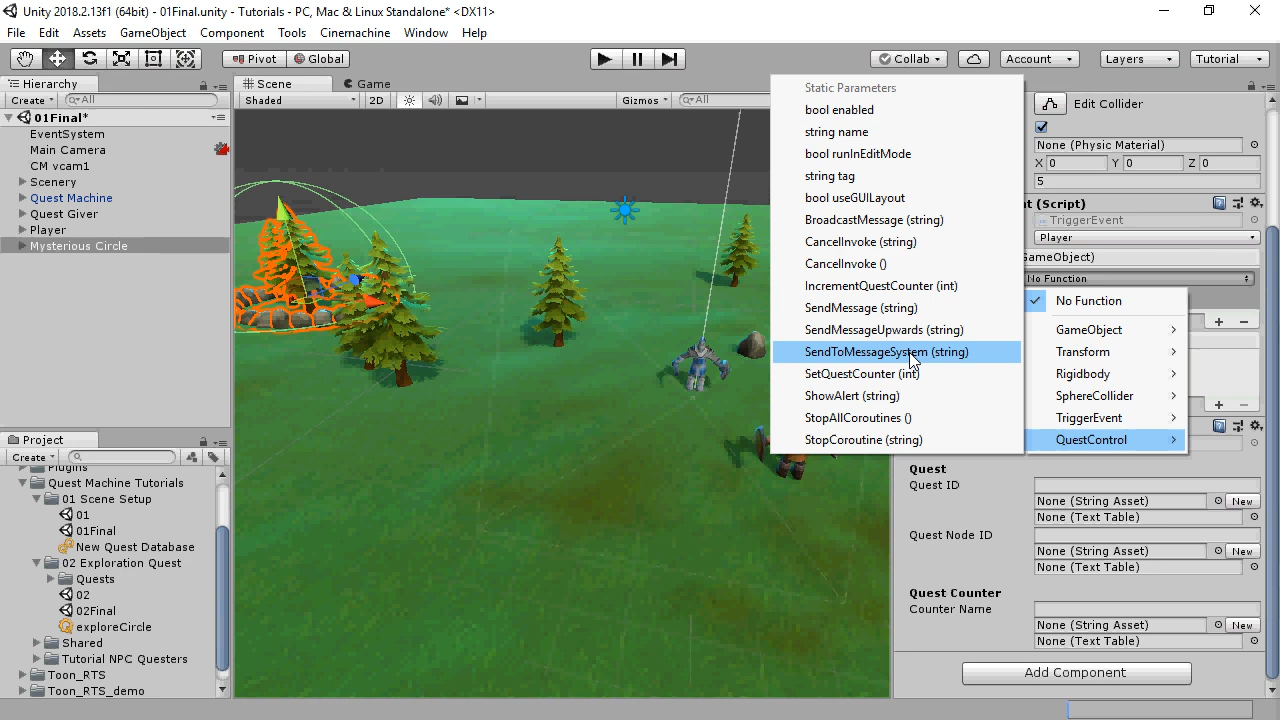 Unity 2018.2.13f1 (64bit) - 01Final.unity - Tutorials - PC, Mac & Linux Standalone* <DX11>
File Edit Assets GameObject Component Tools Cinemachine Window Help
Pivot Global Collab Account Layers Tutorial
Hierarchy
Create All
01Final*
EventSystem
Main Camera
CM vcam1
Scenery
Quest Machine
Quest Giver
Player
Mysterious Circle
Project
Create
Plugins
Quest Machine Tutorials
01 Scene Setup
01
01Final
New Quest Database
02 Exploration Quest
Quests
02
02Final
exploreCircle
Shared
Tutorial NPC Questers
Toon_RTS
Toon_RTS_demo
Scene Game
Shaded 2D Gizmos All
Static Parameters
bool enabled
string name
bool runInEditMode
string tag
bool useGUILayout
BroadcastMessage (string)
CancelInvoke (string)
CancelInvoke ()
IncrementQuestCounter (int)
SendMessage (string)
SendMessageUpwards (string)
SendToMessageSystem (string)
SetQuestCounter (int)
ShowAlert (string)
StopAllCoroutines ()
StopCoroutine (string)
Edit Collider
None (Physic Material)
X 0 Y 0 Z 0
5
nt (Script)
TriggerEvent
Player
GameObject)
No Function
No Function
GameObject
Transform
Rigidbody
SphereCollider
TriggerEvent
QuestControl
Quest
Quest ID
None (String Asset) New
None (Text Table)
Quest Node ID
None (String Asset) New
None (Text Table)
Quest Counter
Counter Name
None (String Asset) New
None (Text Table)
Add Component